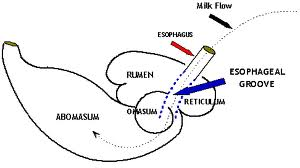 Milk Flow
ESOPHAGUS
ESOPHAGEAL
GROOVE
RUMEN
RETICULUM
OMASUM
ABOMASUM